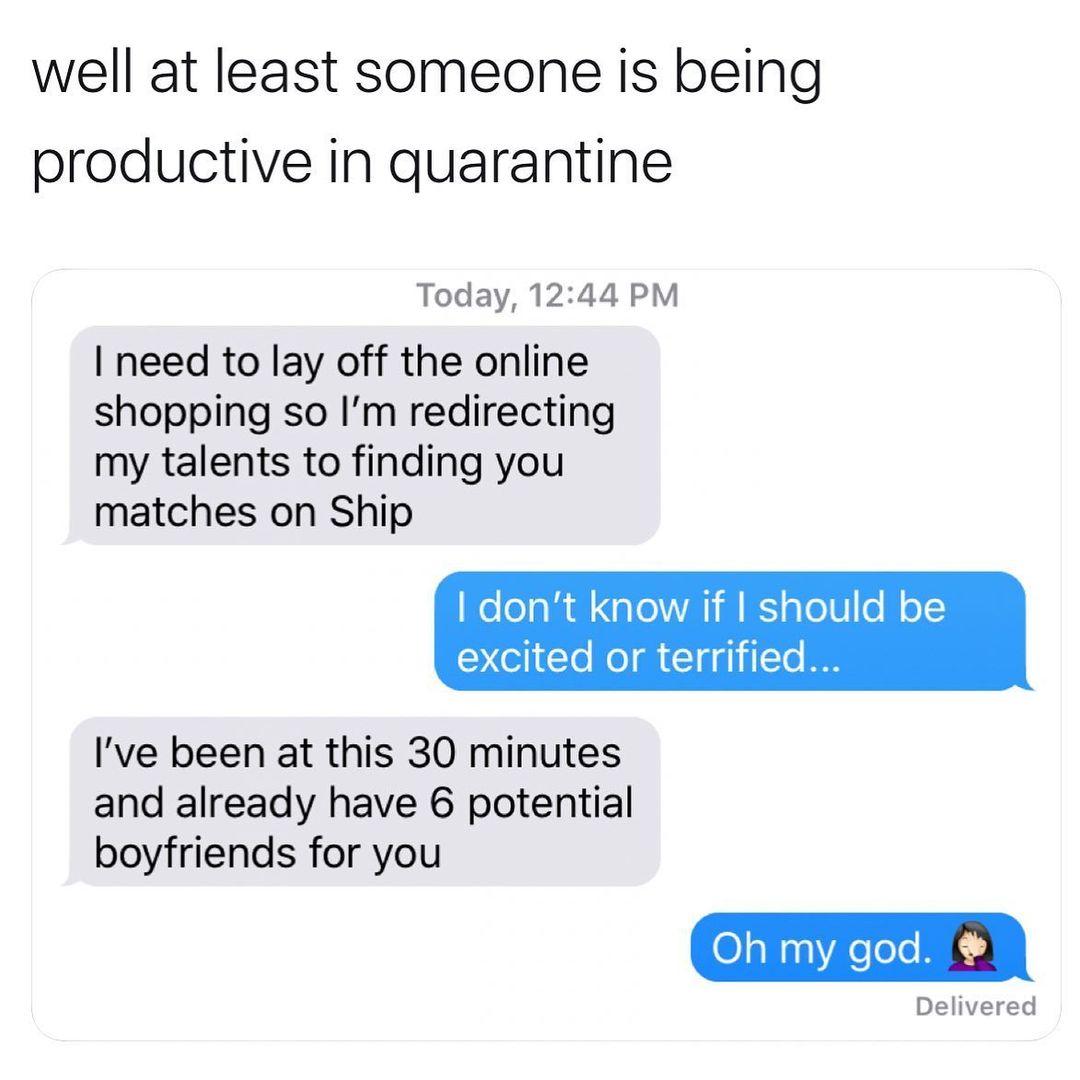 well at least someone is being
productive in quarantine
Today, 12:44 PM
I need to lay off the online
shopping so I’m redirecting
my talents to finding you
matches on Ship
I don’t know if I should be
excited or terrified...
I’ve been at this 30 minutes
and already have 6 potential
boyfriends for you
Oh my god. 🤦🏻‍♀️
Delivered